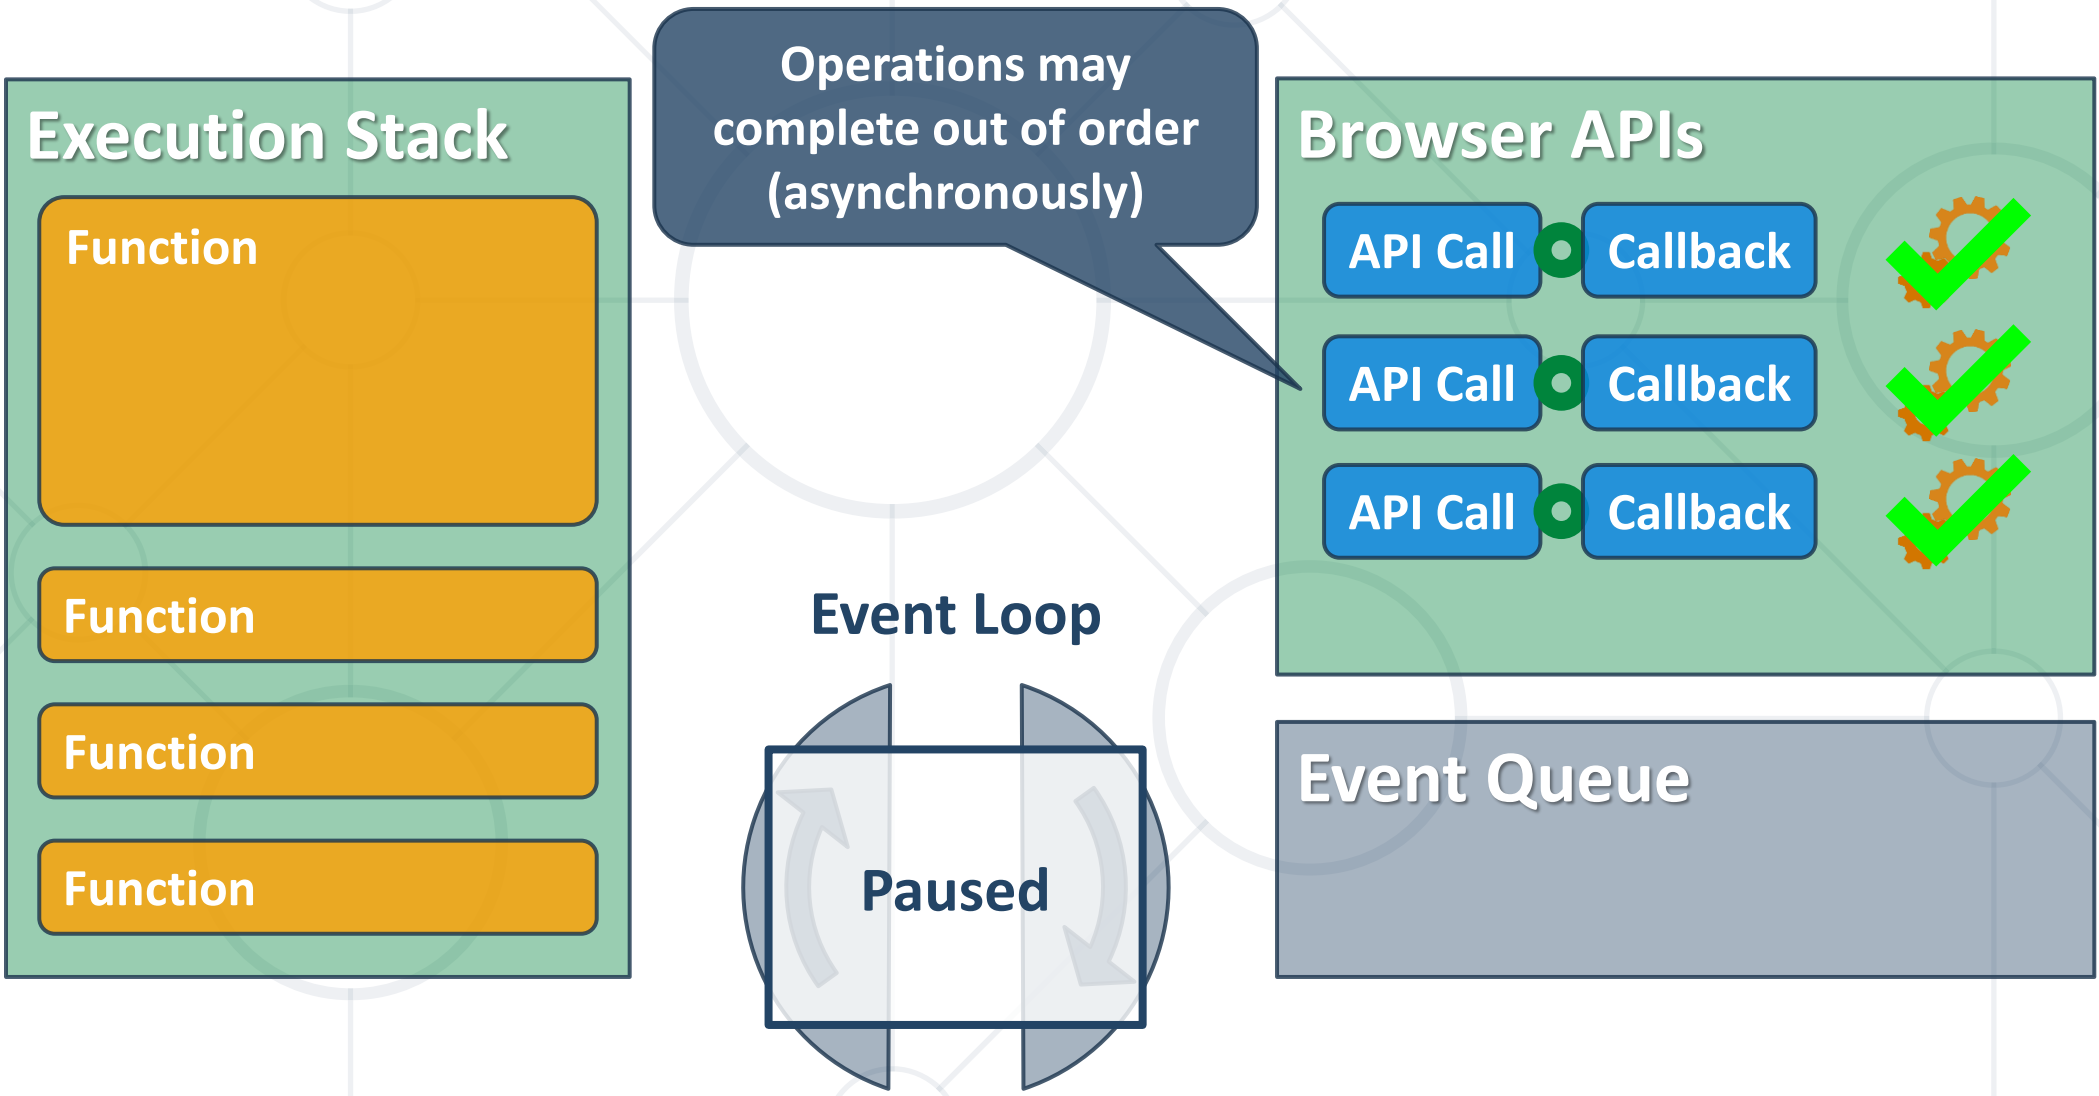 Operations may
complete out of order
(asynchronously)
Execution Stack
Function
Function
Function
Function
Event Loop
Paused
Browser APIs
API Call
Callback
API Call
Callback
API Call
Callback
Event Queue